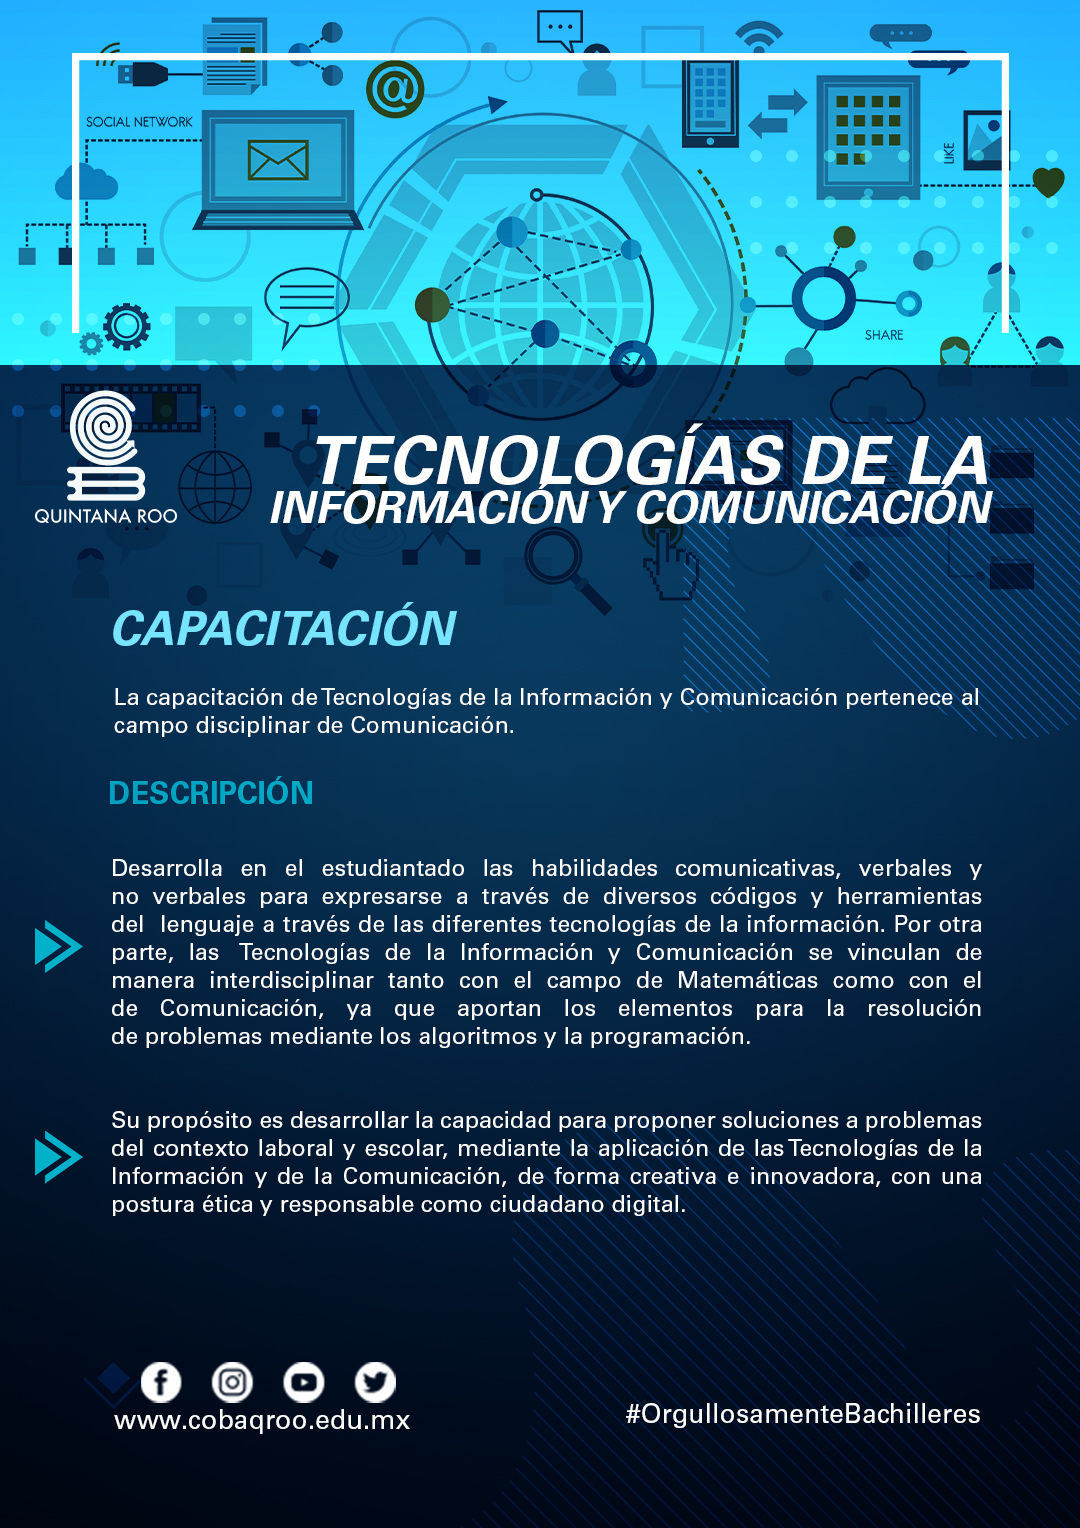 SOCIAL NETWORK
LIKE
SHARE
QUINTANA ROO
TECNOLOGÍAS DE LA
INFORMACIÓN Y COMUNICACIÓN
CAPACITACIÓN
La capacitación de Tecnologías de la Información y Comunicación pertenece al
campo disciplinar de Comunicación.
DESCRIPCIÓN
Desarrolla en el estudiantado las habilidades comunicativas, verbales y
no verbales para expresarse a través de diversos códigos y herramientas
del lenguaje a través de las diferentes tecnologías de la información. Por otra
parte, las Tecnologías de la Información y Comunicación se vinculan de
manera interdisciplinar tanto con el campo de Matemáticas como con el
de Comunicación, ya que aportan los elementos para la resolución
de problemas mediante los algoritmos y la programación.
Su propósito es desarrollar la capacidad para proponer soluciones a problemas
del contexto laboral y escolar, mediante la aplicación de las Tecnologías de la
Información y de la Comunicación, de forma creativa e innovadora, con una
postura ética y responsable como ciudadano digital.
www.cobaqroo.edu.mx
#OrgullosamenteBachilleres